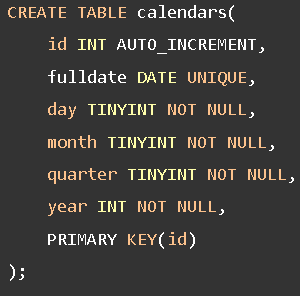 CREATE TABLE calendars(
    id INT AUTO_INCREMENT,
    fulldate DATE UNIQUE,
    day TINYINT NOT NULL,
    month TINYINT NOT NULL,
    quarter TINYINT NOT NULL,
    year INT NOT NULL,
    PRIMARY KEY(id)
);